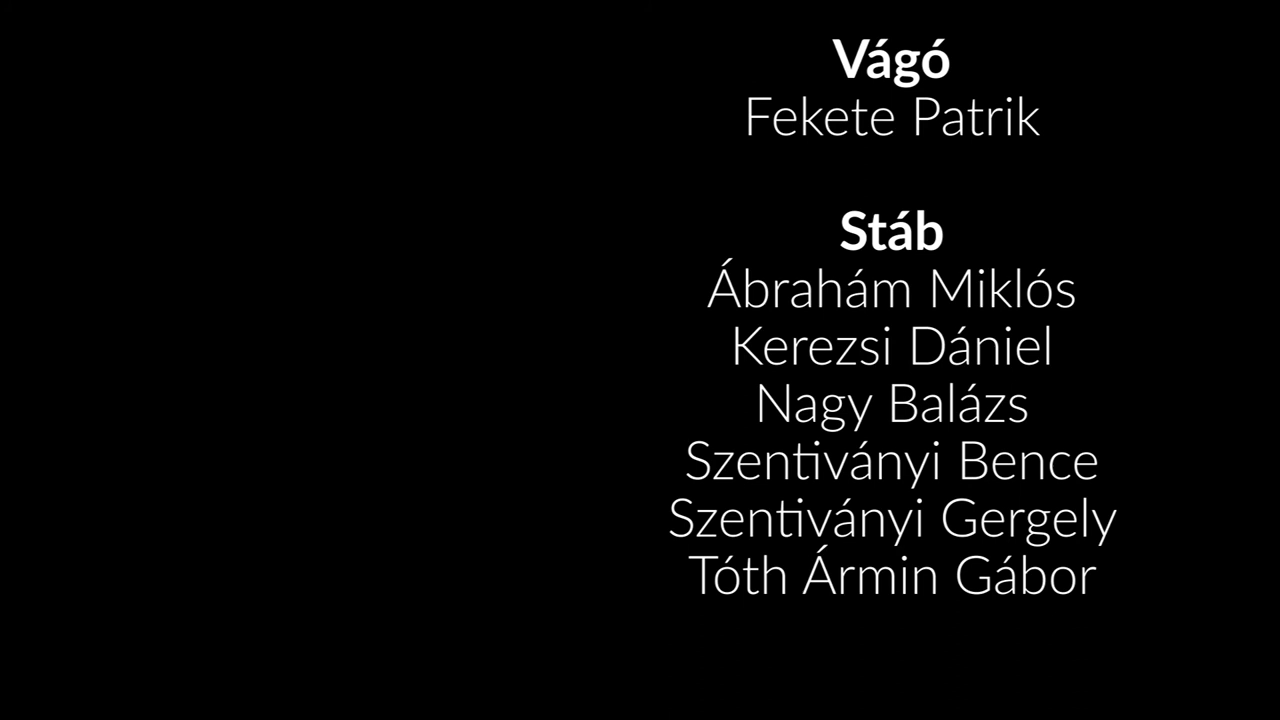 Vágó
Fekete Patrik
Stáb
Ábrahám Miklós
Kerezsi Dániel
Nagy Balázs
Szentiványi Bence
Szentiványi Gergely
Tóth Ármin Gábor